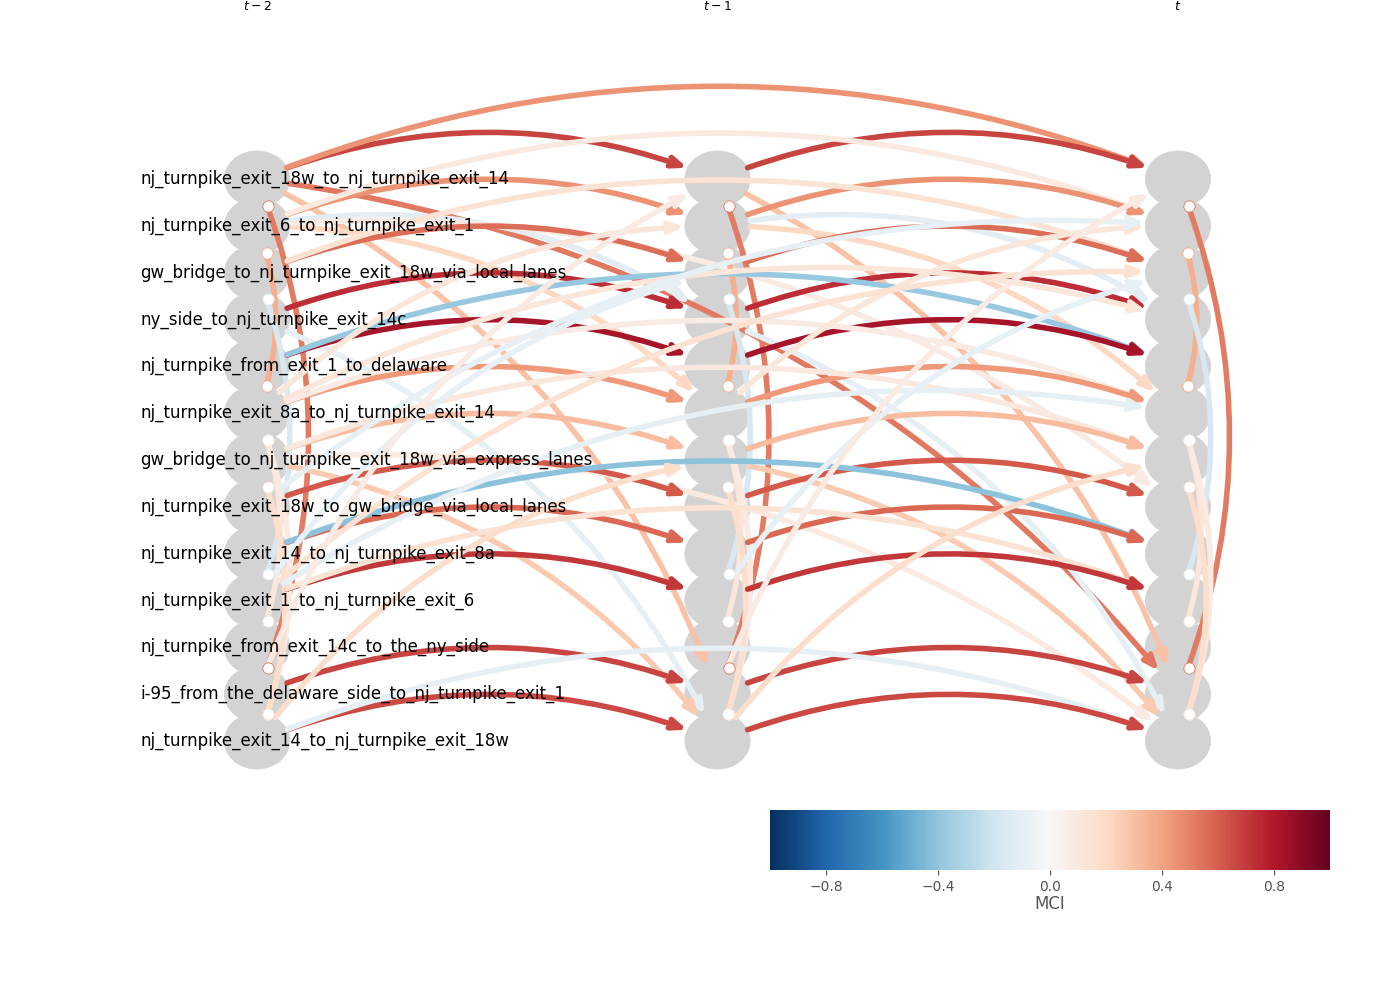 t − 2 t − 1 t
nj_turnpike_exit_18w_to_nj_turnpike_exit_14
nj_turnpike_exit_6_to_nj_turnpike_exit_1
gw_bridge_to_nj_turnpike_exit_18w_via_local_lanes
ny_side_to_nj_turnpike_exit_14c
nj_turnpike_from_exit_1_to_delaware
nj_turnpike_exit_8a_to_nj_turnpike_exit_14
gw_bridge_to_nj_turnpike_exit_18w_via_express_lanes
nj_turnpike_exit_18w_to_gw_bridge_via_local_lanes
nj_turnpike_exit_14_to_nj_turnpike_exit_8a
nj_turnpike_exit_1_to_nj_turnpike_exit_6
nj_turnpike_from_exit_14c_to_the_ny_side
i-95_from_the_delaware_side_to_nj_turnpike_exit_1
nj_turnpike_exit_14_to_nj_turnpike_exit_18w
−0.8 −0.4 0.0 0.4 0.8
MCI